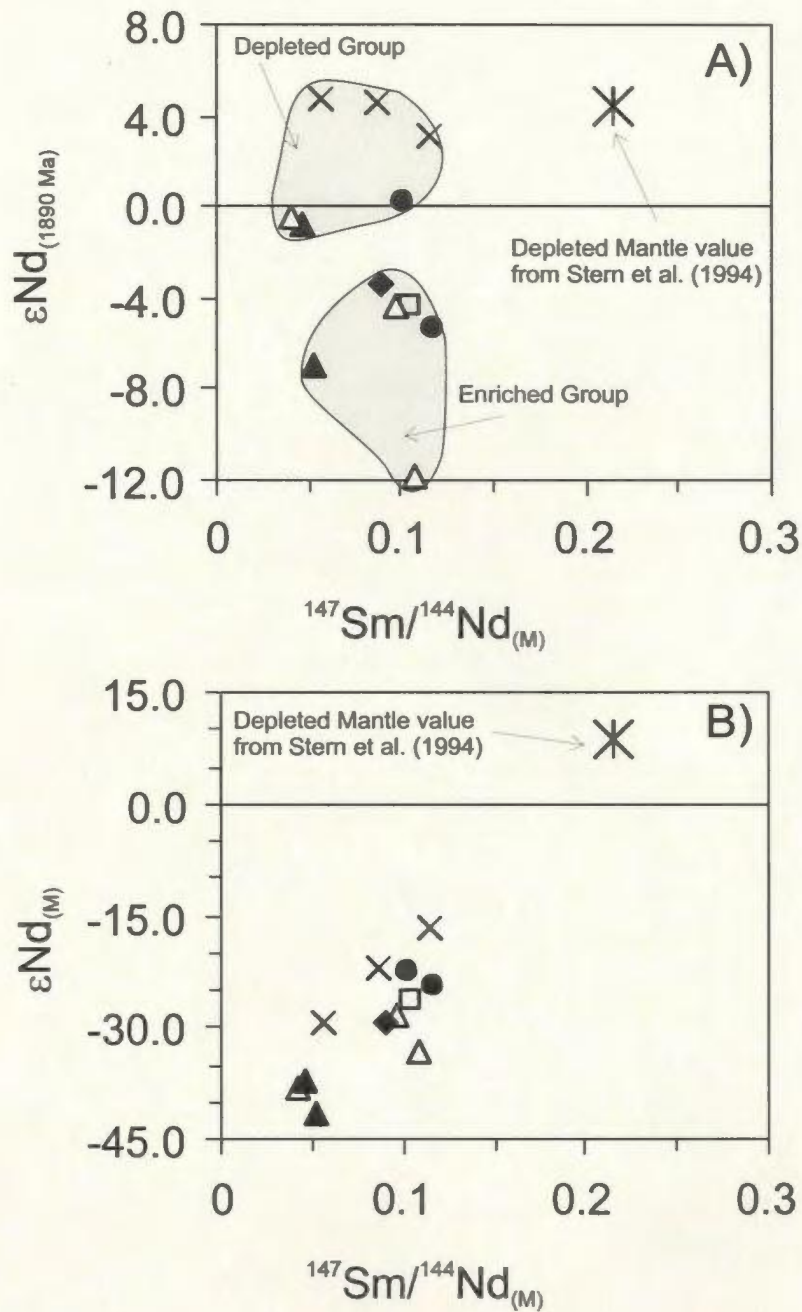 8.0
Depleted Group
A)
4.0
0.0
-4.0
-8.0
-12.0
εNd(1890 Ma)
Depleted Mantle value
from Stern et al. (1994)
Enriched Group
0
0.1
0.2
0.3
147Sm/144Nd(M)
15.0
Depleted Mantle value
from Stern et al. (1994)
B)
0.0
-15.0
-30.0
-45.0
εNd(M)
0
0.1
0.2
0.3
147Sm/144Nd(M)